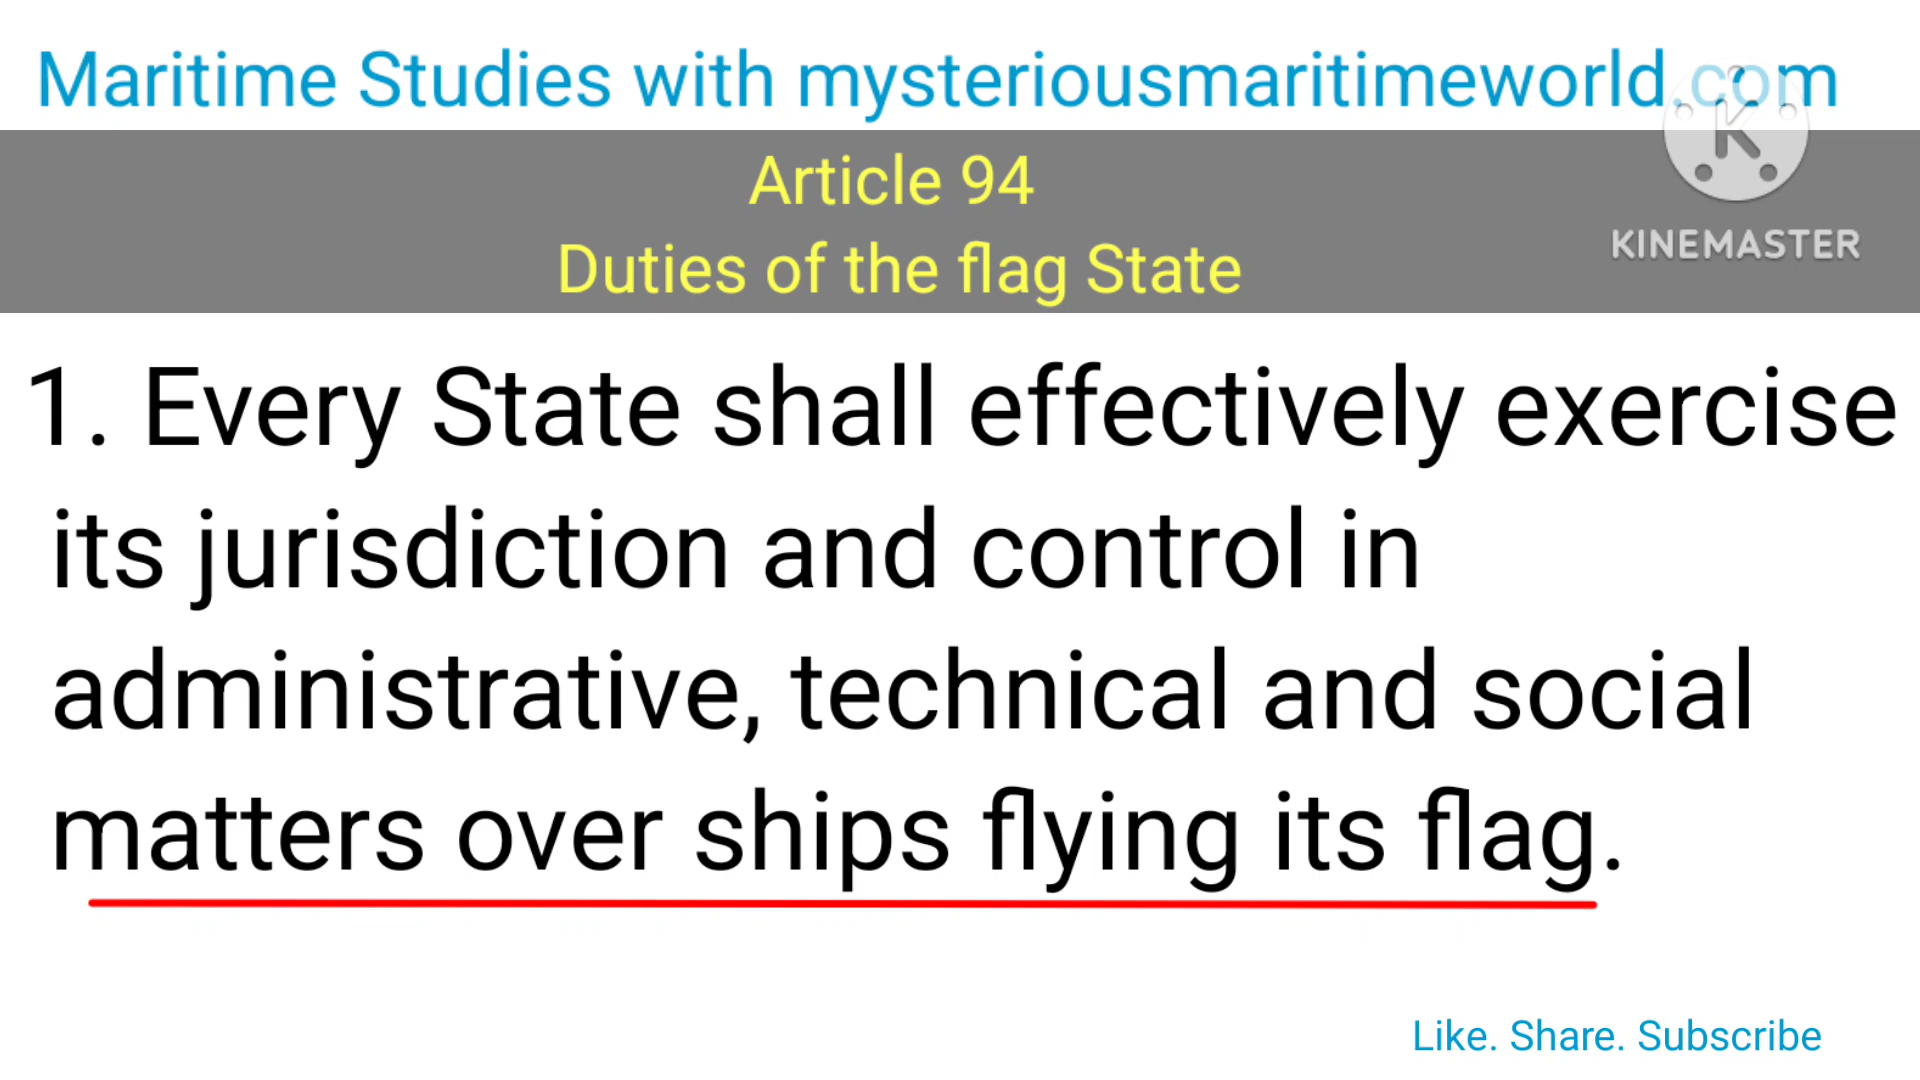 Maritime Studies with mysteriousmaritimeworld.com
Article 94
Duties of the flag State
K
KINEMASTER
1. Every State shall effectively exercise
its jurisdiction and control in
administrative, technical and social
matters over ships flying its flag.
Like. Share. Subscribe